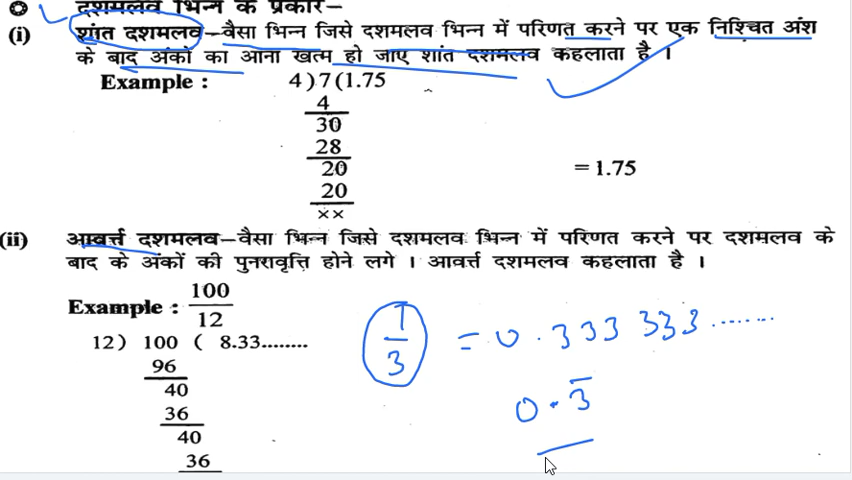 दशमलव भिन्न के प्रकार–
(i) शांत दशमलव–वैसा भिन्न जिसे दशमलव भिन्न में परिणत करने पर एक निश्चित अंश
के बाद अंकों का आना खत्म हो जाए शांत दशमलव कहलाता है ।
Example : 4)7(1.75
4
30
28
20
20
××
= 1.75
(ii) आवर्त्त दशमलव–वैसा भिन्न जिसे दशमलव भिन्न में परिणत करने पर दशमलव के
बाद के अंकों की पुनरावृत्ति होने लगे । आवर्त्त दशमलव कहलाता है ।
Example : 100/12
12) 100 ( 8.33........
96
40
36
40
36
1/3 = 0.333 333.......
0.3̅